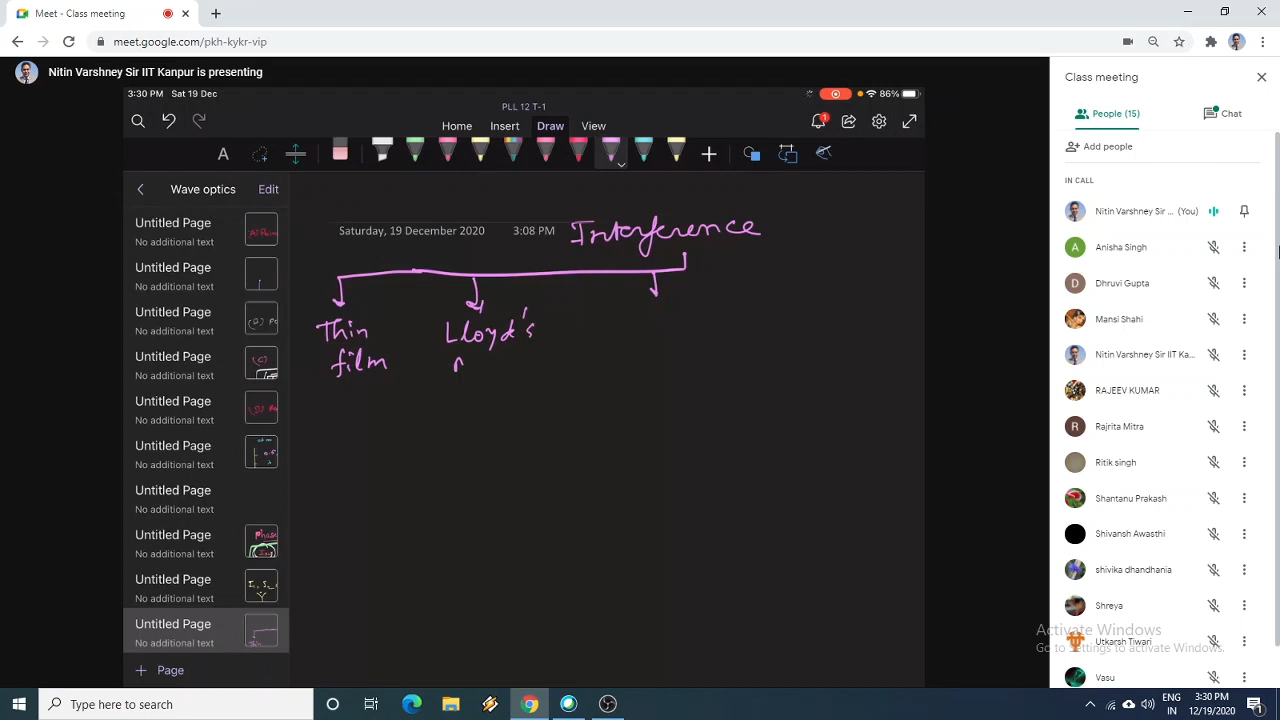 Meet - Class meeting
meet.google.com/pkh-kykr-vip
Nitin Varshney Sir IIT Kanpur is presenting
3:30 PM Sat 19 Dec
86%
PLL 12 T-1
Home Insert Draw View
1
A
Wave optics Edit
Untitled Page
No additional text
Untitled Page
No additional text
Untitled Page
No additional text
Untitled Page
No additional text
Untitled Page
No additional text
Untitled Page
No additional text
Untitled Page
No additional text
Untitled Page
No additional text
Untitled Page
No additional text
Untitled Page
No additional text
+ Page
Saturday, 19 December 2020 3:08 PM
Interference
Thin Lloyd's
film
Class meeting
People (15) Chat
Add people
IN CALL
Nitin Varshney Sir ... (You)
A Anisha Singh
D Dhruvi Gupta
Mansi Shahi
Nitin Varshney Sir IIT Ka...
RAJEEV KUMAR
R Rajrita Mitra
Ritik singh
Shantanu Prakash
Shivansh Awasthi
shivika dhandhania
Shreya
Activate Windows
Utkarsh Tiwari
Go to Settings to activate Windows.
Vasu
Type here to search
ENG
IN
3:30 PM
12/19/2020
1